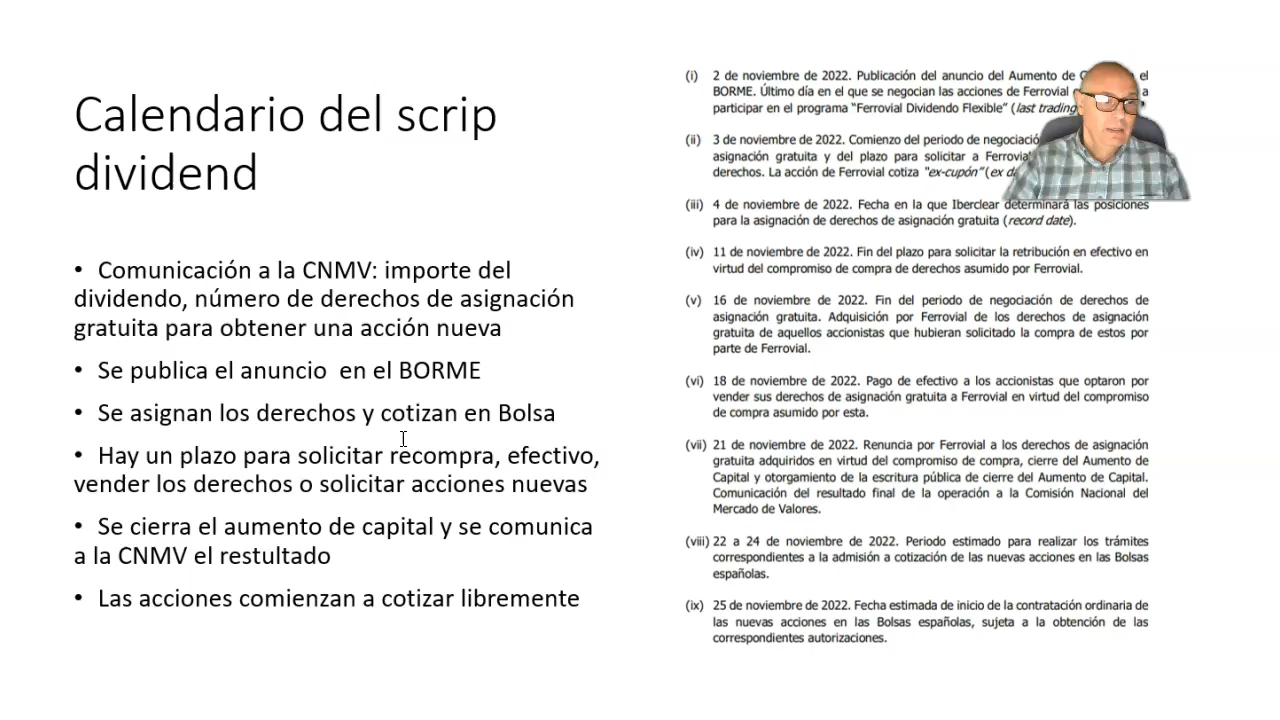 Calendario del scrip
dividend
• Comunicación a la CNMV: importe del
dividendo, número de derechos de asignación
gratuita para obtener una acción nueva
• Se publica el anuncio en el BORME
• Se asignan los derechos y cotizan en Bolsa
• Hay un plazo para solicitar recompra, efectivo,
vender los derechos o solicitar acciones nuevas
• Se cierra el aumento de capital y se comunica
a la CNMV el restultado
• Las acciones comienzan a cotizar libremente
(i) 2 de noviembre de 2022. Publicación del anuncio del Aumento de el
BORME. Último día en el que se negocian las acciones de Ferrovial a
participar en el programa “Ferrovial Dividendo Flexible” (last trading
(ii) 3 de noviembre de 2022. Comienzo del periodo de negociació
asignación gratuita y del plazo para solicitar a Ferrovial
derechos. La acción de Ferrovial cotiza “ex-cupón” (ex
(iii) 4 de noviembre de 2022. Fecha en la que Iberclear determinará las posiciones
para la asignación de derechos de asignación gratuita (record date).
(iv) 11 de noviembre de 2022. Fin del plazo para solicitar la retribución en efectivo en
virtud del compromiso de compra de derechos asumido por Ferrovial.
(v) 16 de noviembre de 2022. Fin del periodo de negociación de derechos de
asignación gratuita. Adquisición por Ferrovial de los derechos de asignación
gratuita de aquellos accionistas que hubieran solicitado la compra de estos por
parte de Ferrovial.
(vi) 18 de noviembre de 2022. Pago de efectivo a los accionistas que optaron por
vender sus derechos de asignación gratuita a Ferrovial en virtud del compromiso
de compra asumido por esta.
(vii) 21 de noviembre de 2022. Renuncia por Ferrovial a los derechos de asignación
gratuita adquiridos en virtud del compromiso de compra, cierre del Aumento de
Capital y otorgamiento de la escritura pública de cierre del Aumento de Capital.
Comunicación del resultado final de la operación a la Comisión Nacional del
Mercado de Valores.
(viii) 22 a 24 de noviembre de 2022. Periodo estimado para realizar los trámites
correspondientes a la admisión a cotización de las nuevas acciones en las Bolsas
españolas.
(ix) 25 de noviembre de 2022. Fecha estimada de inicio de la contratación ordinaria de
las nuevas acciones en las Bolsas españolas, sujeta a la obtención de las
correspondientes autorizaciones.